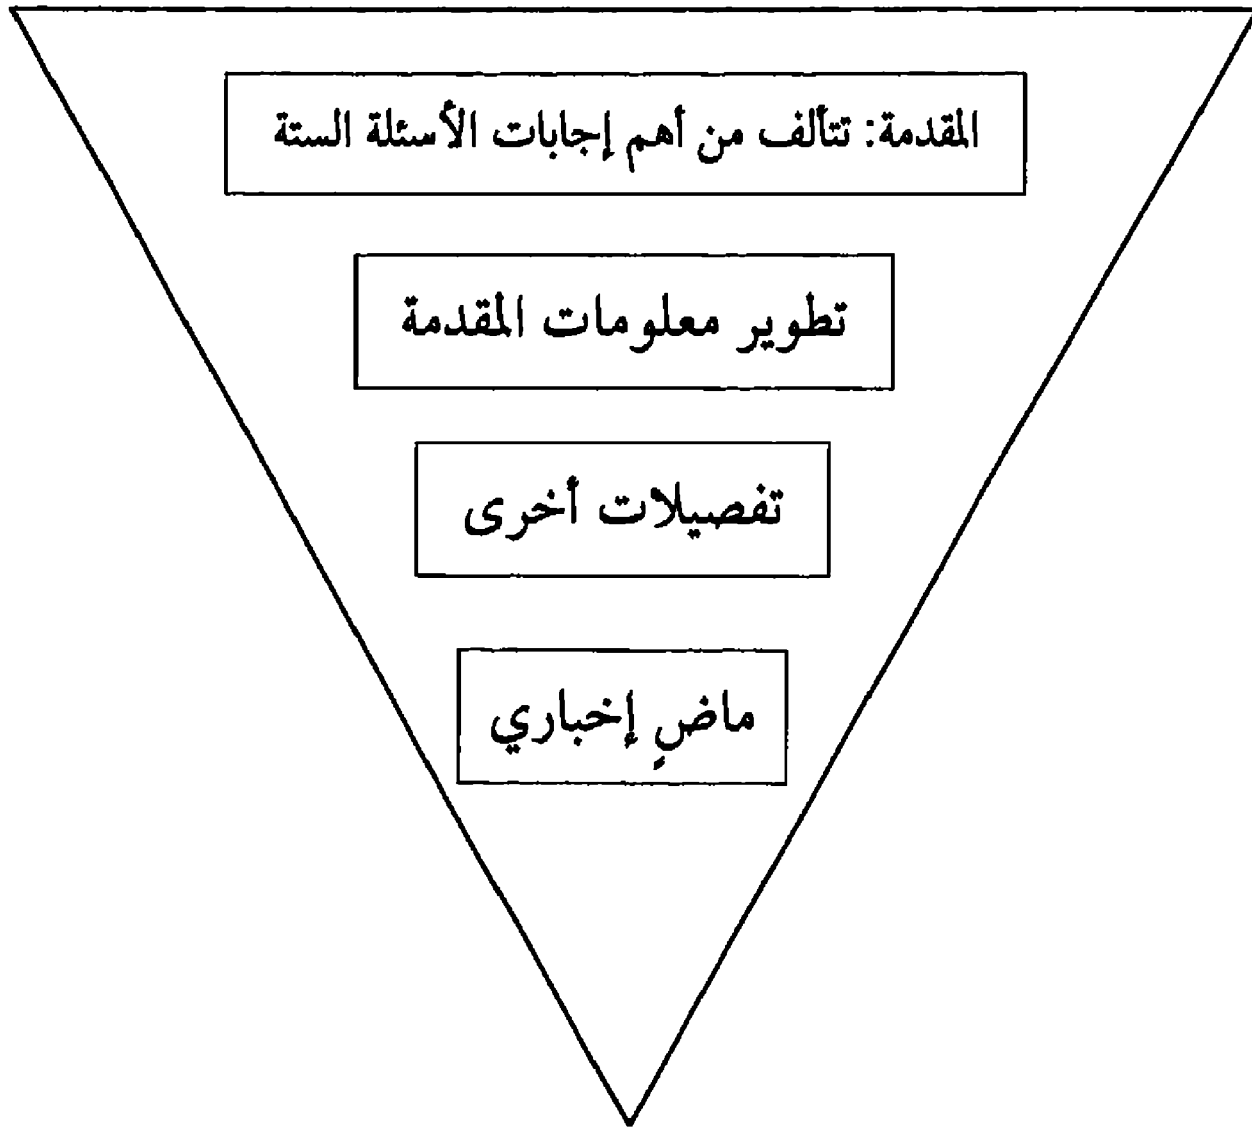 المقدمة: تتألف من أهم إجابات الأسئلة الستة
تطوير معلومات المقدمة
تفصيلات أخرى
ماضٍ إخباري